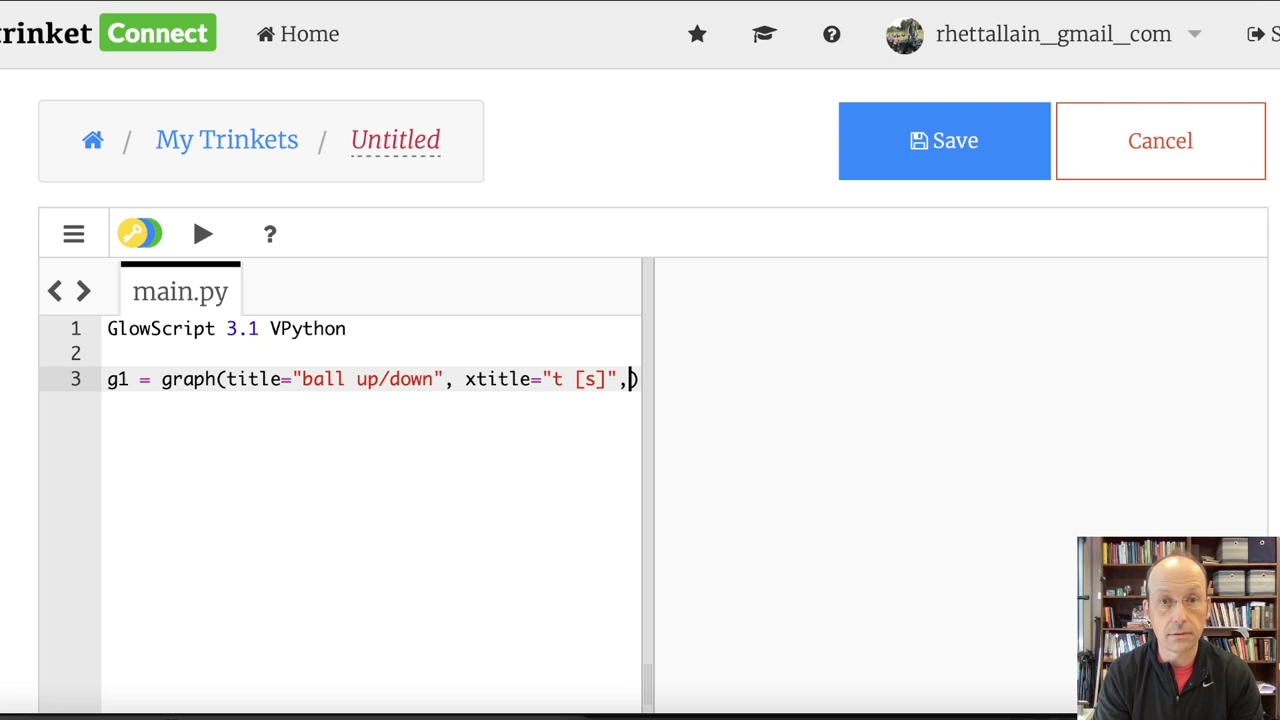 trinket Connect Home rhettallain_gmail_com S
/ My Trinkets / Untitled Save Cancel
?
main.py
1 GlowScript 3.1 VPython
2
3 g1 = graph(title="ball up/down", xtitle="t [s]",)